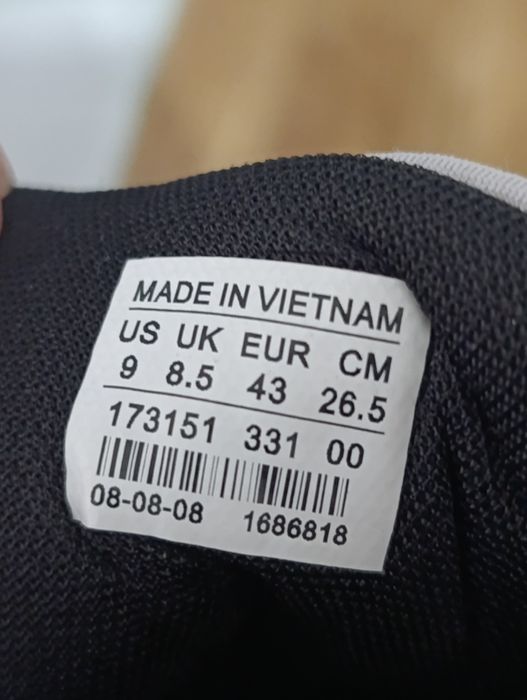 MADE IN VIETNAM
US UK EUR CM
9 8.5 43 26.5
173151 331 00
08-08-08 1686818